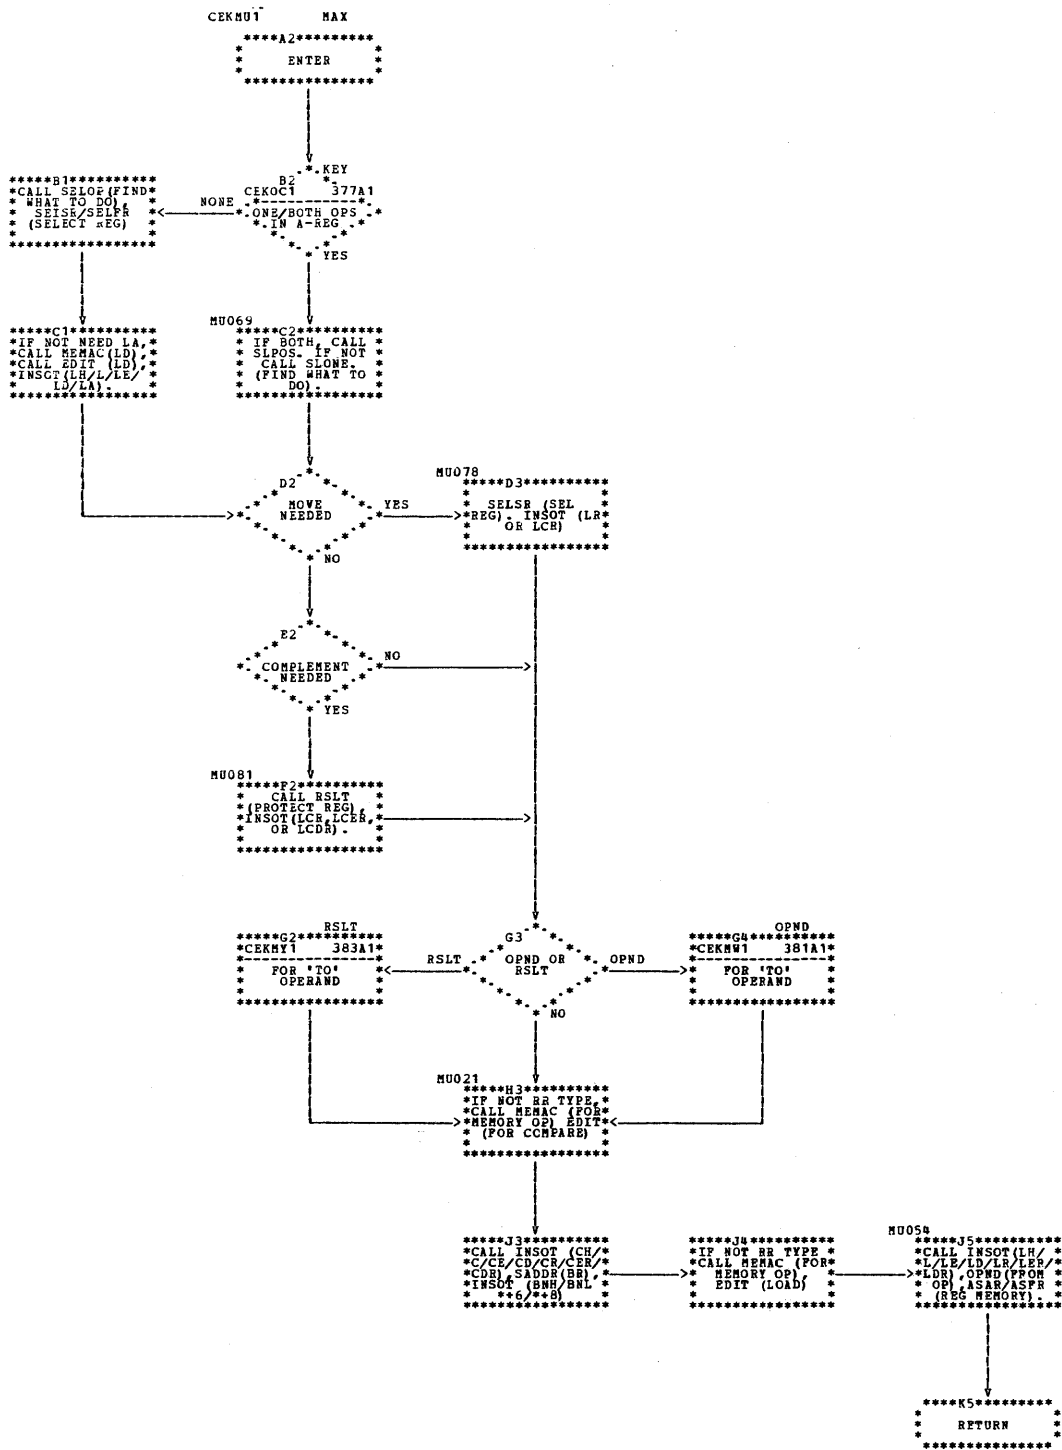 CEKMU1 MAX
A2
ENTER
KEY
B2
CEKOC1 377A1
ONE/BOTH OPS
IN A-REG
NONE
YES
B1
CALL SELOP(FIND
WHAT TO DO),
SELSR/SELFR
(SELECT REG)
C1
IF NOT NEED LA,
CALL MEMAC(LD),
CALL EDIT (LD),
INSOT(LH/L/LE/
LD/LA).
MU069
C2
IF BOTH, CALL
SLPOS. IF NOT
CALL SLONE.
(FIND WHAT TO
DO).
D2
MOVE
NEEDED
YES
NO
MU078
D3
SELSR (SEL
REG). INSOT (LR
OR LCR)
E2
COMPLEMENT
NEEDED
NO
YES
MU081
F2
CALL RSLT
(PROTECT REG),
INSOT(LCR,LCER,
OR LCDR).
RSLT
G2
CEKMY1 383A1
FOR 'TO'
OPERAND
G3
OPND OR
RSLT
RSLT
OPND
NO
OPND
G4
CEKMW1 381A1
FOR 'TO'
OPERAND
MU021
H3
IF NOT RR TYPE,
CALL MEMAC (FOR
MEMORY OP) EDIT
(FOR COMPARE)
J3
CALL INSOT (CH/
C/CE/CD/CR/CER/
CDR),SADDR(BR),
INSOT (BNH/BNL
*+6/*+8)
J4
IF NOT RR TYPE
CALL MEMAC (FOR
MEMORY OP),
EDIT (LOAD)
MU054
J5
CALL INSOT(LH/
L/LE/LD/LR/LER/
LDR),OPND(FROM
OP),ASAR/ASFR
(REG MEMORY).
K5
RETURN